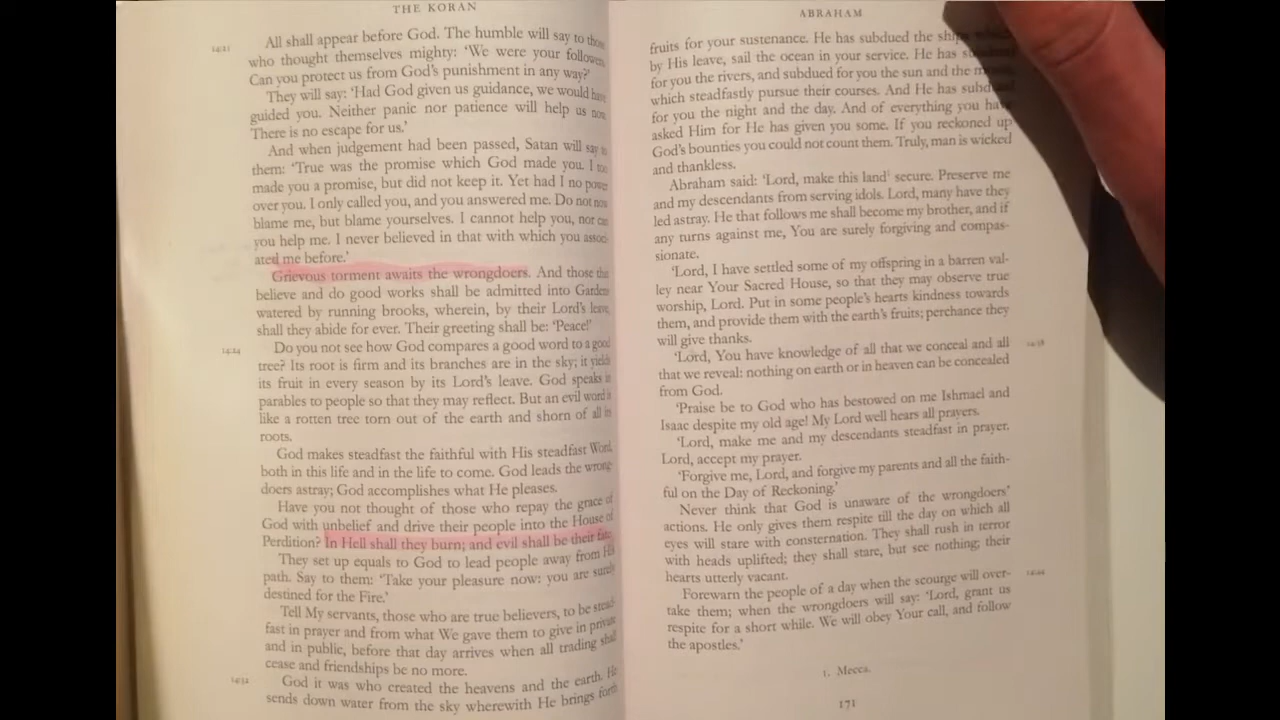 THE KORAN
14:21
All shall appear before God. The humble will say to those
who thought themselves mighty: ‘We were your followers.
Can you protect us from God’s punishment in any way?’
They will say: ‘Had God given us guidance, we would have
guided you. Neither panic nor patience will help us now.
There is no escape for us.’
And when judgement had been passed, Satan will say to
them: ‘True was the promise which God made you. I too
made you a promise, but did not keep it. Yet had I no power
over you. I only called you, and you answered me. Do not now
blame me, but blame yourselves. I cannot help you, nor can
you help me. I never believed in that with which you associ-
ated me before.’
Grievous torment awaits the wrongdoers. And those that
believe and do good works shall be admitted into Gardens
watered by running brooks, wherein, by their Lord’s leave,
shall they abide for ever. Their greeting shall be: ‘Peace!’
14:24
Do you not see how God compares a good word to a good
tree? Its root is firm and its branches are in the sky; it yields
its fruit in every season by its Lord’s leave. God speaks in
parables to people so that they may reflect. But an evil word is
like a rotten tree torn out of the earth and shorn of all its
roots.
God makes steadfast the faithful with His steadfast Word,
both in this life and in the life to come. God leads the wrong-
doers astray; God accomplishes what He pleases.
Have you not thought of those who repay the grace of
God with unbelief and drive their people into the House of
Perdition? In Hell shall they burn; and evil shall be their fate.
They set up equals to God to lead people away from His
path. Say to them: ‘Take your pleasure now: you are surely
destined for the Fire.’
Tell My servants, those who are true believers, to be stead-
fast in prayer and from what We gave them to give in private
and in public, before that day arrives when all trading shall
cease and friendships be no more.
14:32
God it was who created the heavens and the earth. He
sends down water from the sky wherewith He brings forth
ABRAHAM
fruits for your sustenance. He has subdued the ships which
by His leave, sail the ocean in your service. He has subdued
for you the rivers, and subdued for you the sun and the moon,
which steadfastly pursue their courses. And He has subdued
for you the night and the day. And of everything you have
asked Him for He has given you some. If you reckoned up
God’s bounties you could not count them. Truly, man is wicked
and thankless.
Abraham said: ‘Lord, make this land¹ secure. Preserve me
and my descendants from serving idols. Lord, many have they
led astray. He that follows me shall become my brother, and if
any turns against me, You are surely forgiving and compas-
sionate.
‘Lord, I have settled some of my offspring in a barren val-
ley near Your Sacred House, so that they may observe true
worship, Lord. Put in some people’s hearts kindness towards
them, and provide them with the earth’s fruits; perchance they
will give thanks.
‘Lord, You have knowledge of all that we conceal and all
14:38
that we reveal: nothing on earth or in heaven can be concealed
from God.
‘Praise be to God who has bestowed on me Ishmael and
Isaac despite my old age! My Lord well hears all prayers.
‘Lord, make me and my descendants steadfast in prayer.
Lord, accept my prayer.
‘Forgive me, Lord, and forgive my parents and all the faith-
ful on the Day of Reckoning.’
Never think that God is unaware of the wrongdoers’
actions. He only gives them respite till the day on which all
eyes will stare with consternation. They shall rush in terror
with heads uplifted; they shall stare, but see nothing; their
hearts utterly vacant.
Forewarn the people of a day when the scourge will over-
14:44
take them; when the wrongdoers will say: ‘Lord, grant us
respite for a short while. We will obey Your call, and follow
the apostles.’
1. Mecca.
171